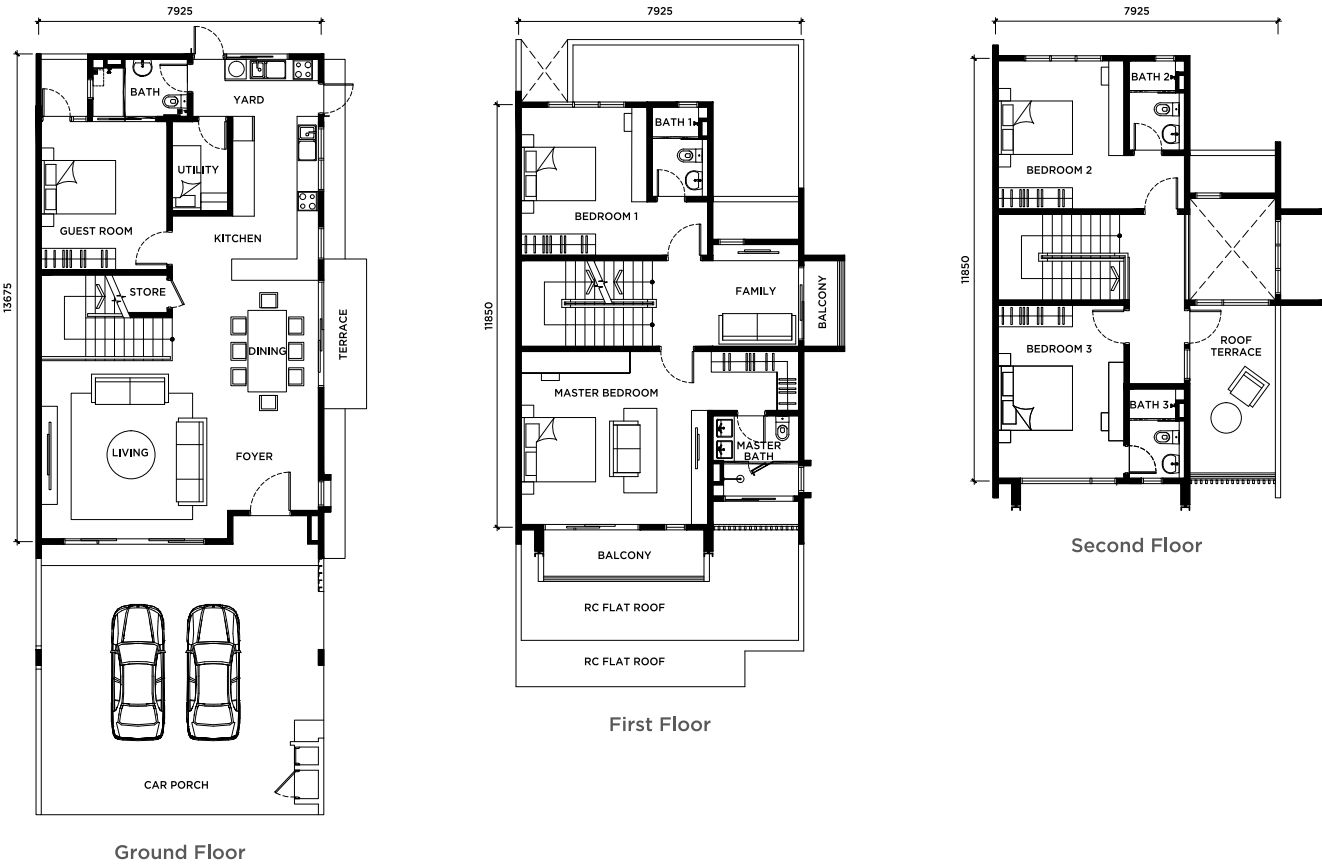 7925
13675
BATH
YARD
UTILITY
GUEST ROOM
KITCHEN
STORE
DINING
TERRACE
LIVING
FOYER
CAR PORCH
Ground Floor
7925
11850
BATH 1
BEDROOM 1
FAMILY
BALCONY
MASTER BEDROOM
MASTER
BATH
BALCONY
RC FLAT ROOF
RC FLAT ROOF
First Floor
7925
11850
BATH 2
BEDROOM 2
BEDROOM 3
ROOF
TERRACE
BATH 3
Second Floor